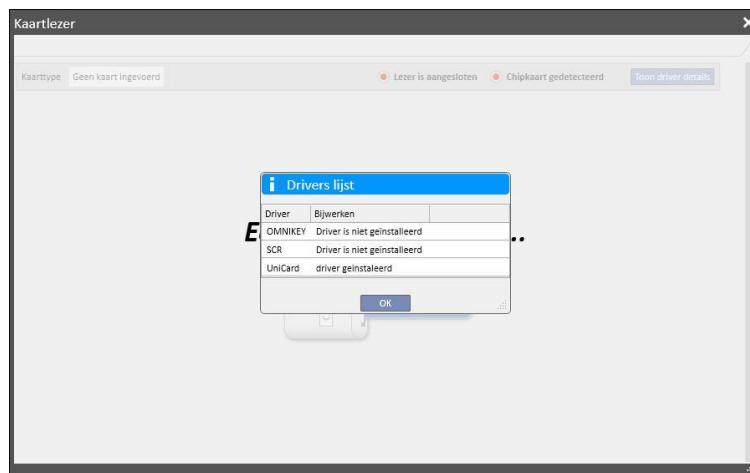 Kaartlezer
Kaarttype Geen kaart ingevoerd Lezer is aangesloten Chipkaart gedetecteerd Toon driver details
Drivers lijst
Driver Bijwerken
OMNIKEY Driver is niet geïnstalleerd
SCR Driver is niet geïnstalleerd
UniCard driver geinstaleerd
OK